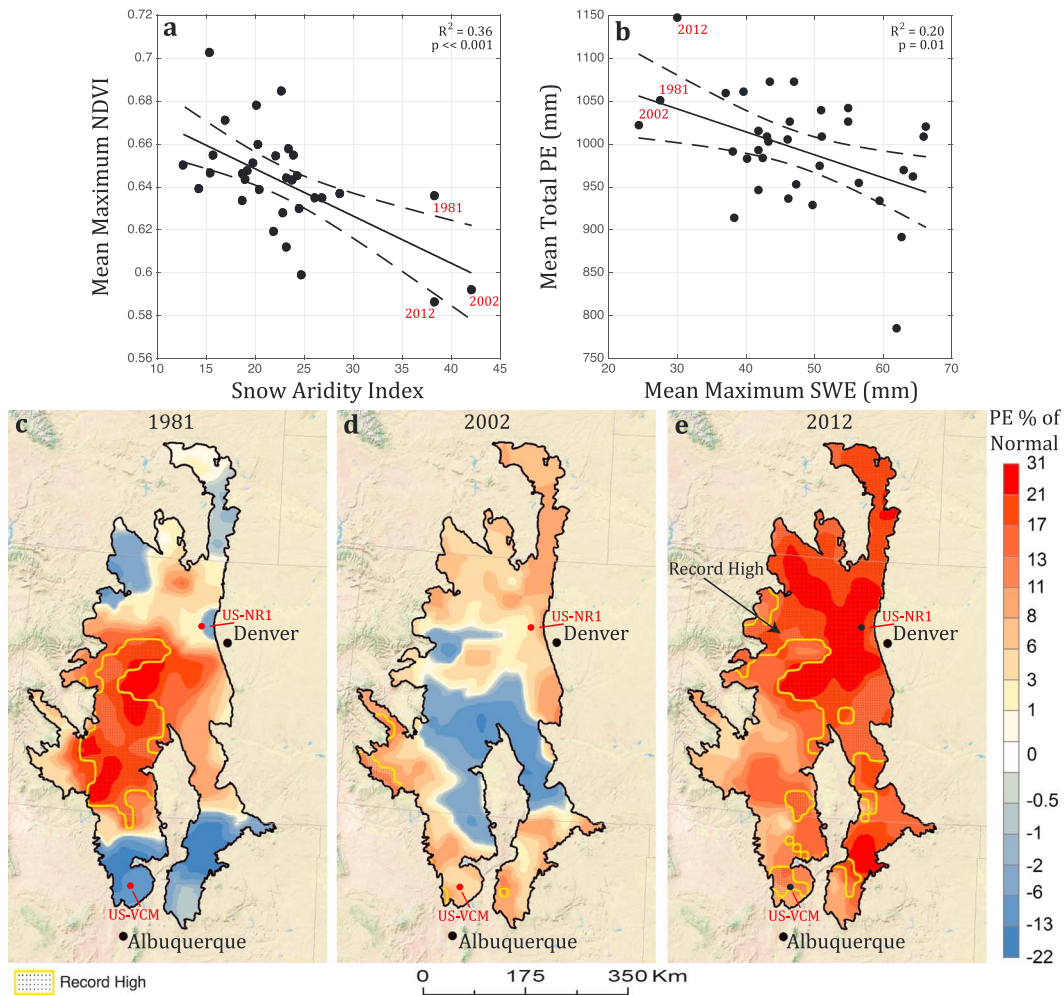 a
R² = 0.36
p << 0.001
0.72
0.7
0.68
0.66
0.64
0.62
0.6
0.58
0.56
Mean Maximum NDVI
1981
2002
2012
10 15 20 25 30 35 40 45
Snow Aridity Index
b
R² = 0.20
p = 0.01
1150
1100
1050
1000
950
900
850
800
750
Mean Total PE (mm)
2012
1981
2002
20 30 40 50 60 70
Mean Maximum SWE (mm)
c 1981
US-NR1
Denver
US-VCM
Albuquerque
d 2002
US-NR1
Denver
US-VCM
Albuquerque
e 2012
Record High
US-NR1
Denver
US-VCM
Albuquerque
PE % of
Normal
31
21
17
13
11
8
6
3
1
0
-0.5
-1
-2
-6
-13
-22
Record High
0 175 350 Km